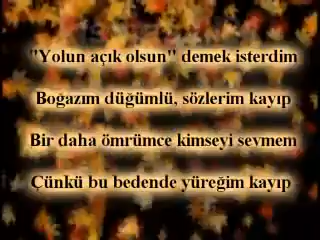 "Yolun açık olsun" demek isterdim
Boğazım düğümlü, sözlerim kayıp
Bir daha ömrümce kimseyi sevmem
Çünkü bu bedende yüreğim kayıp